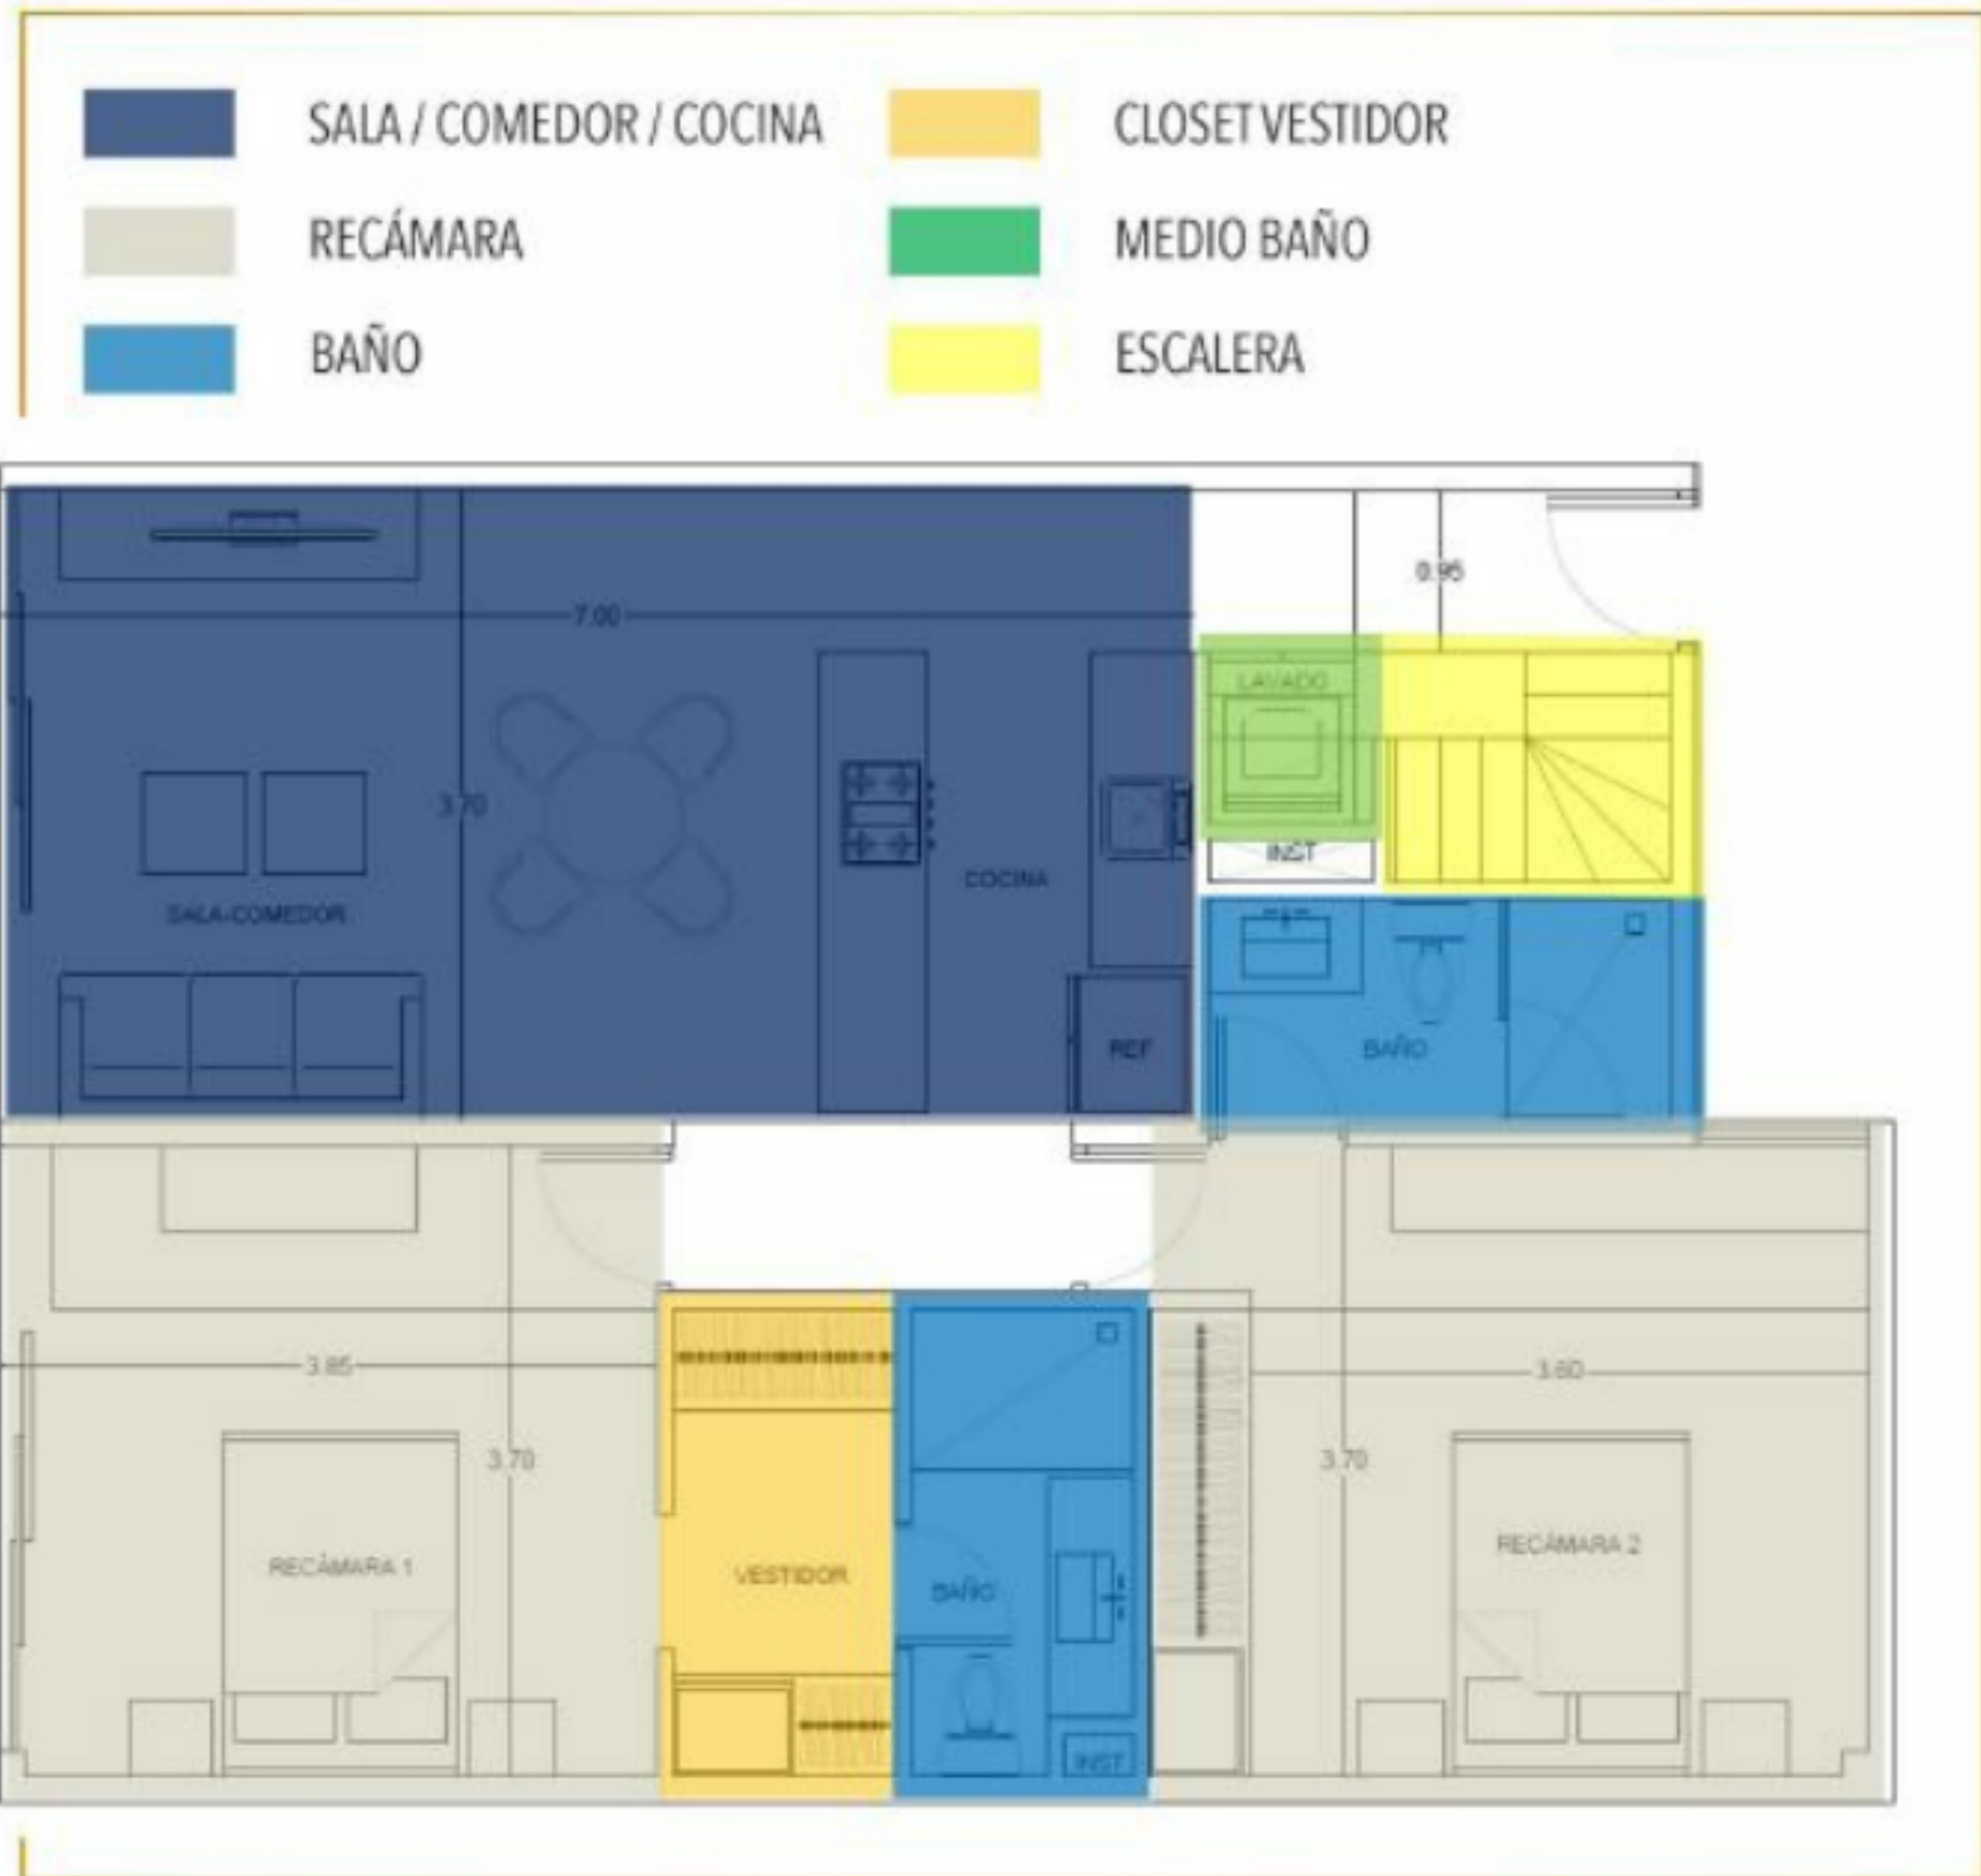 SALA / COMEDOR / COCINA
CLOSET VESTIDOR
RECÁMARA
MEDIO BAÑO
BAÑO
ESCALERA
0.95
7.00
LAVADO
3.70
INST
COCINA
SALA-COMEDOR
REF
BAÑO
3.85
3.60
3.70
3.70
RECÁMARA 1
VESTIDOR
BAÑO
RECÁMARA 2
INST